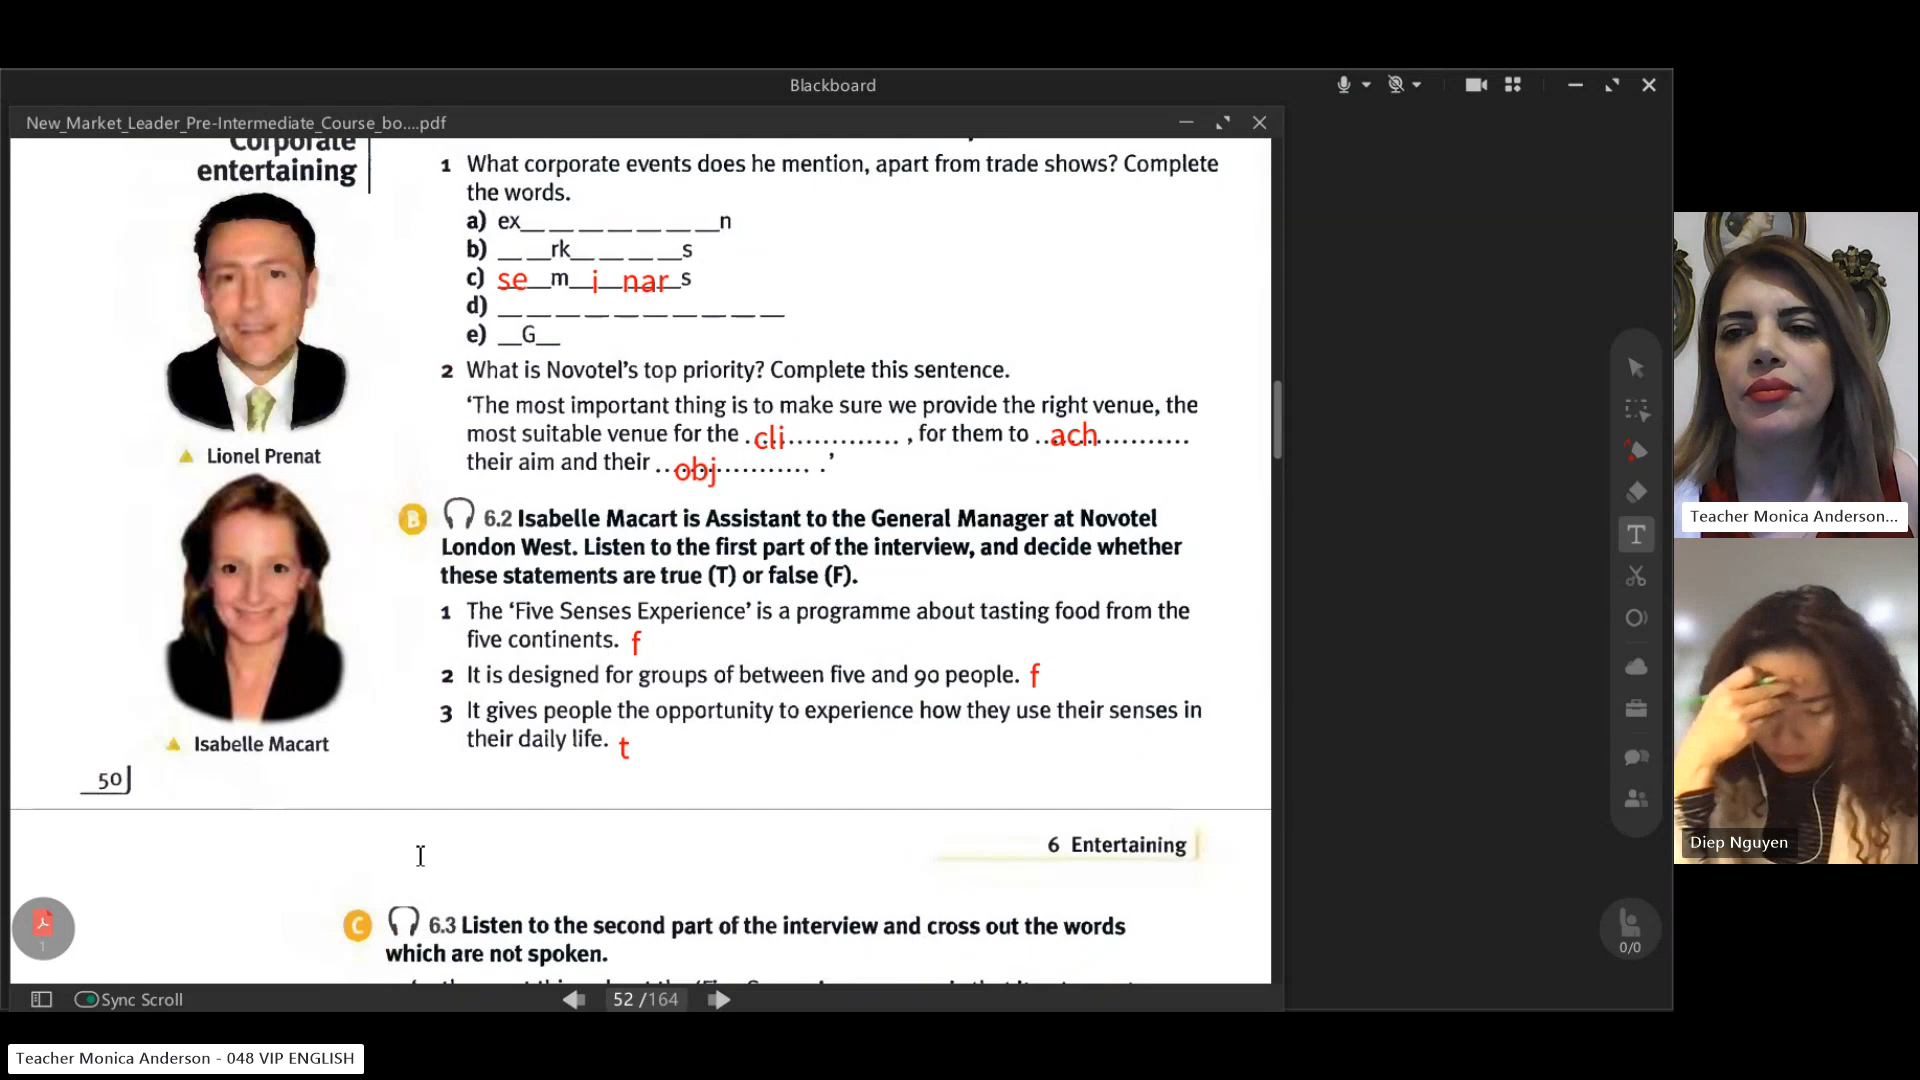 Blackboard
New_Market_Leader_Pre-Intermediate_Course_bo....pdf
Corporate
entertaining
1 What corporate events does he mention, apart from trade shows? Complete
the words.
a) ex__ __ __ __ __ __ __n
b) __ __rk__ __ __ __s
c) se m i nar s
d) __ __ __ __ __ __ __ __ __ __
e) __G__
2 What is Novotel's top priority? Complete this sentence.
'The most important thing is to make sure we provide the right venue, the
most suitable venue for the ...cli............... , for them to ...ach...............
their aim and their ...obj............... .'
Lionel Prenat
B 6.2 Isabelle Macart is Assistant to the General Manager at Novotel
London West. Listen to the first part of the interview, and decide whether
these statements are true (T) or false (F).
1 The 'Five Senses Experience' is a programme about tasting food from the
five continents. f
2 It is designed for groups of between five and 90 people. f
3 It gives people the opportunity to experience how they use their senses in
their daily life. t
Isabelle Macart
50
6 Entertaining
C 6.3 Listen to the second part of the interview and cross out the words
which are not spoken.
1
Sync Scroll
52 /164
T
0/0
Teacher Monica Anderson...
Diep Nguyen
Teacher Monica Anderson - 048 VIP ENGLISH